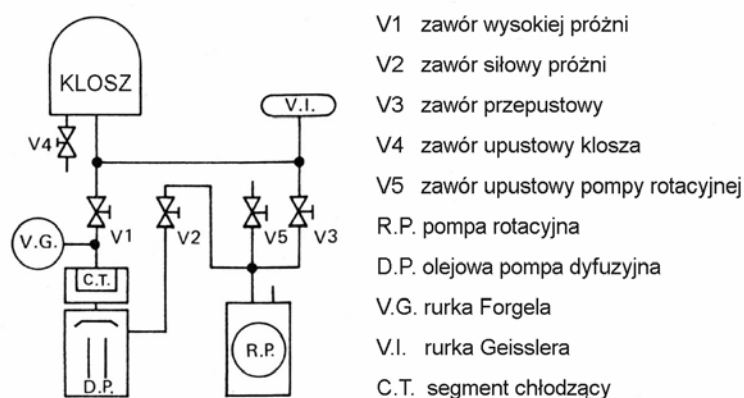 KLOSZ
V.I.
V4
V.G.
V1
V2
V5
V3
C.T.
D.P.
R.P.
V1 zawór wysokiej próżni
V2 zawór siłowy próżni
V3 zawór przepustowy
V4 zawór upustowy klosza
V5 zawór upustowy pompy rotacyjnej
R.P. pompa rotacyjna
D.P. olejowa pompa dyfuzyjna
V.G. rurka Forgela
V.I. rurka Geisslera
C.T. segment chłodzący